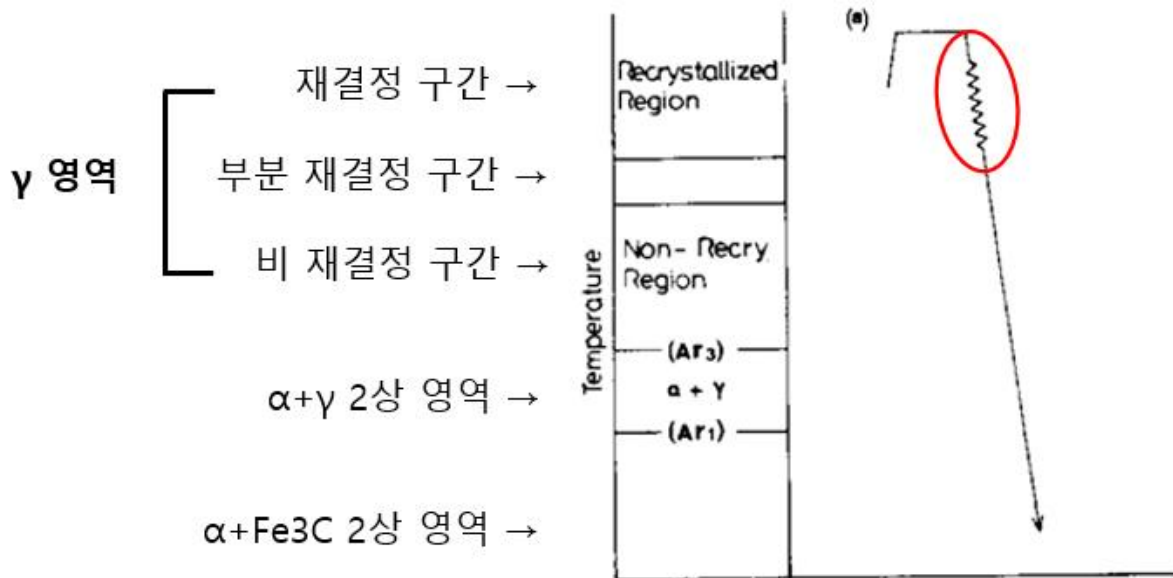 (a)
재결정 구간 →
Recrystallized
Region
γ 영역
부분 재결정 구간 →
비 재결정 구간 →
Non- Recry
Region
Temperature
(Ar3)
α+γ 2상 영역 →
α + γ
(Ar1)
α+Fe3C 2상 영역 →